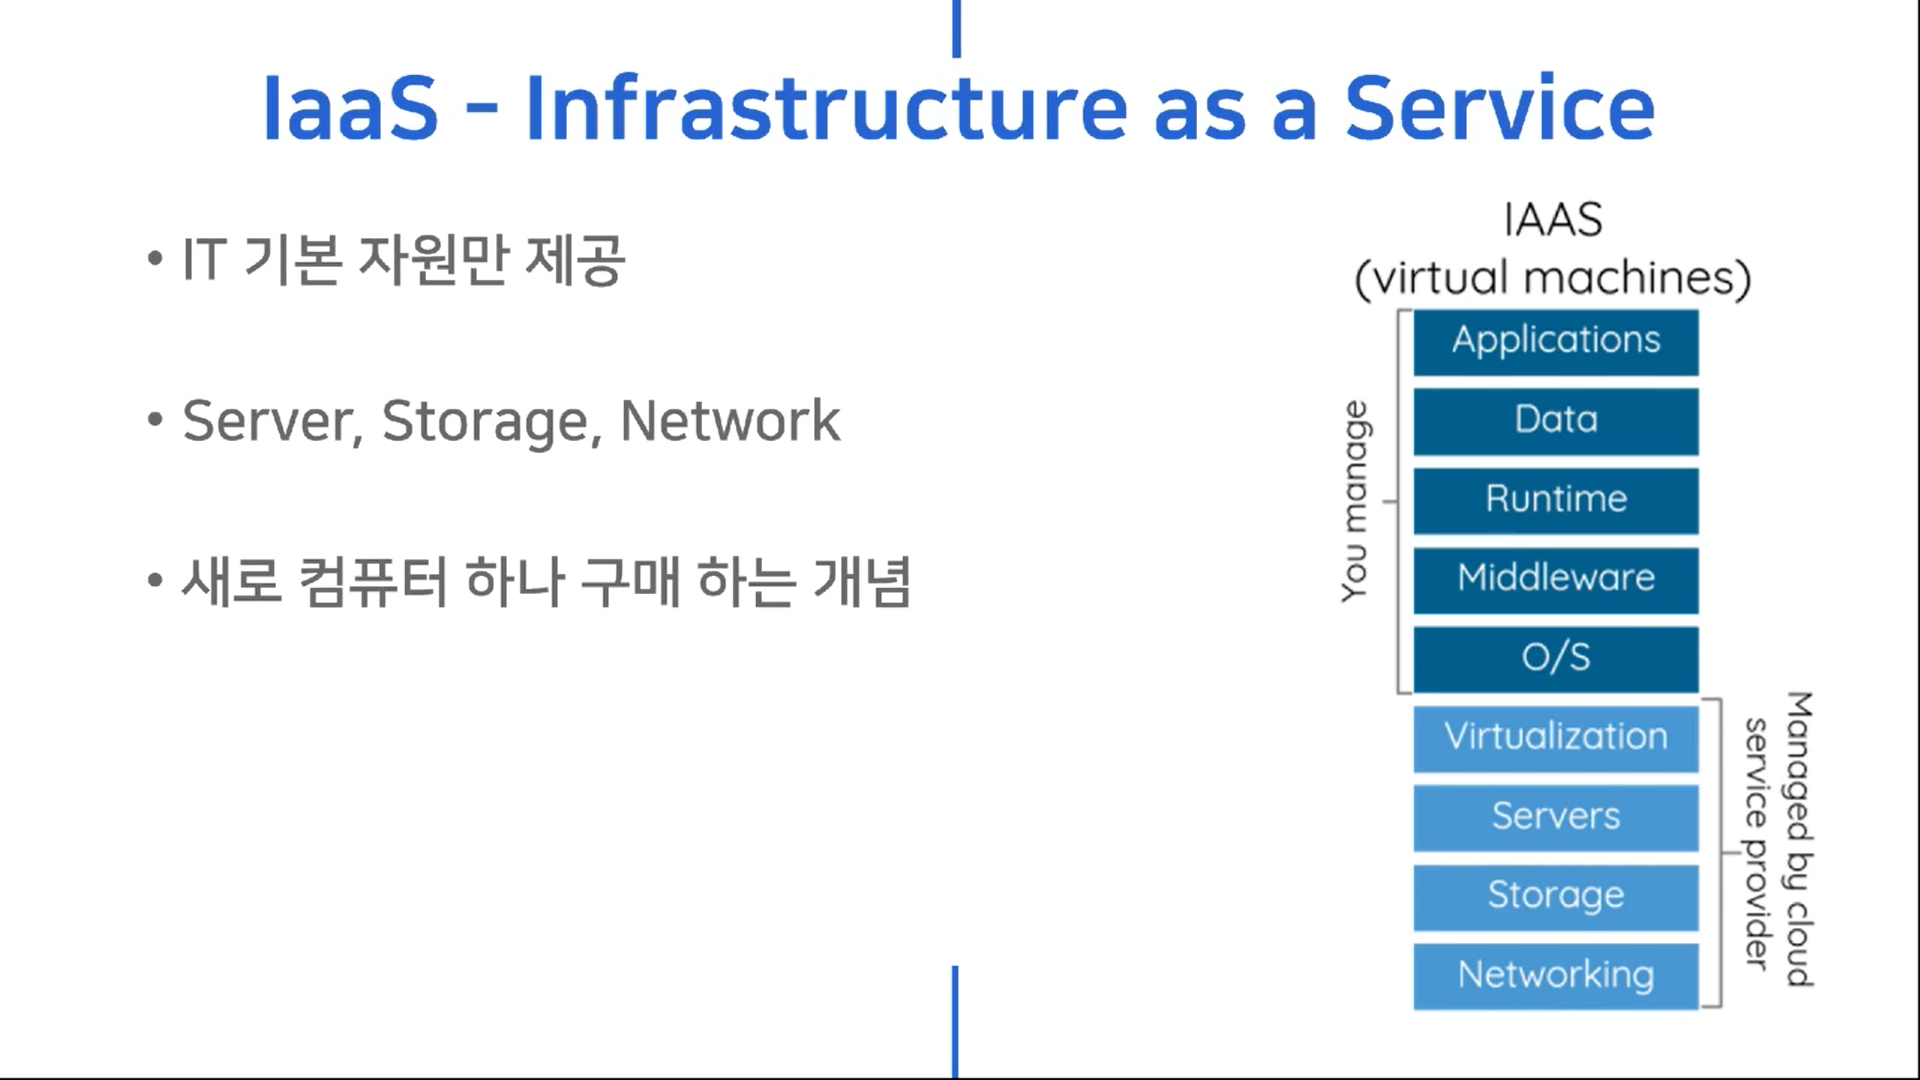 IaaS - Infrastructure as a Service
• IT 기본 자원만 제공
• Server, Storage, Network
• 새로 컴퓨터 하나 구매 하는 개념
IAAS
(virtual machines)
You manage
Applications
Data
Runtime
Middleware
O/S
Virtualization
Servers
Storage
Networking
Managed by cloud
service provider